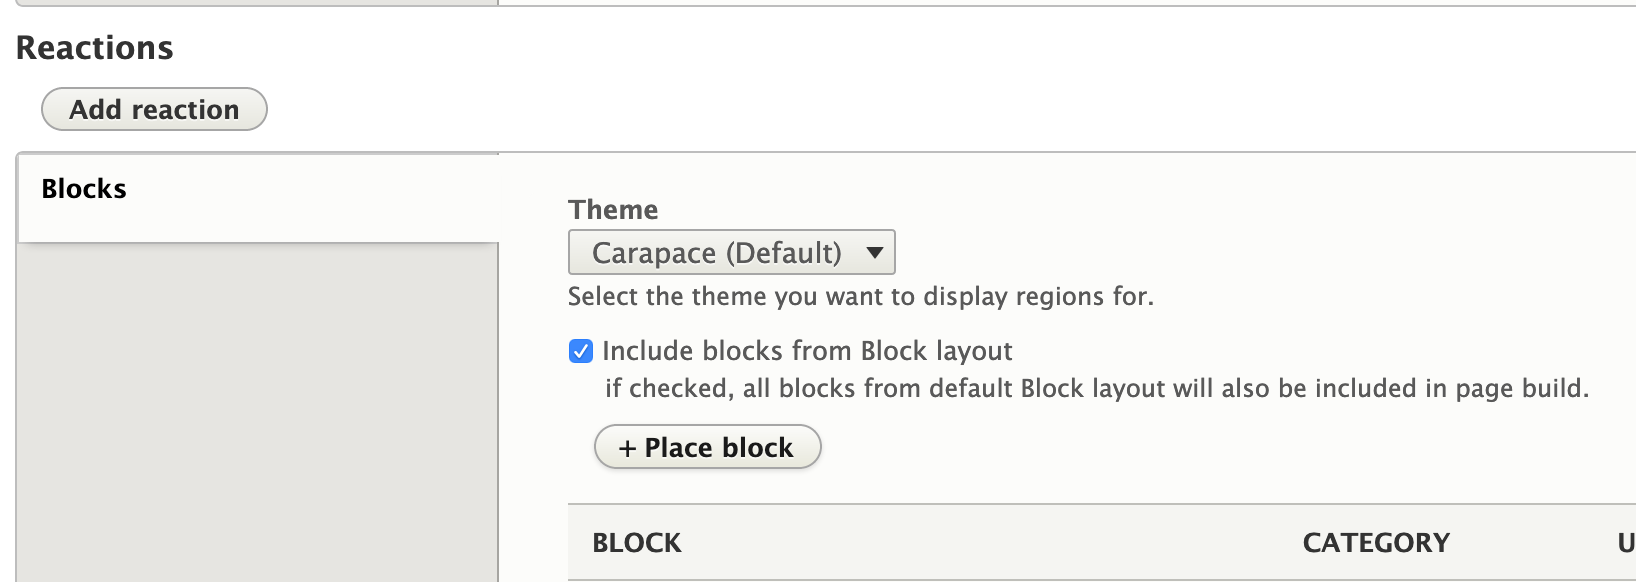 Reactions
Add reaction
Blocks
Theme
Carapace (Default)
Select the theme you want to display regions for.
Include blocks from Block layout
if checked, all blocks from default Block layout will also be included in page build.
+ Place block
BLOCK CATEGORY U